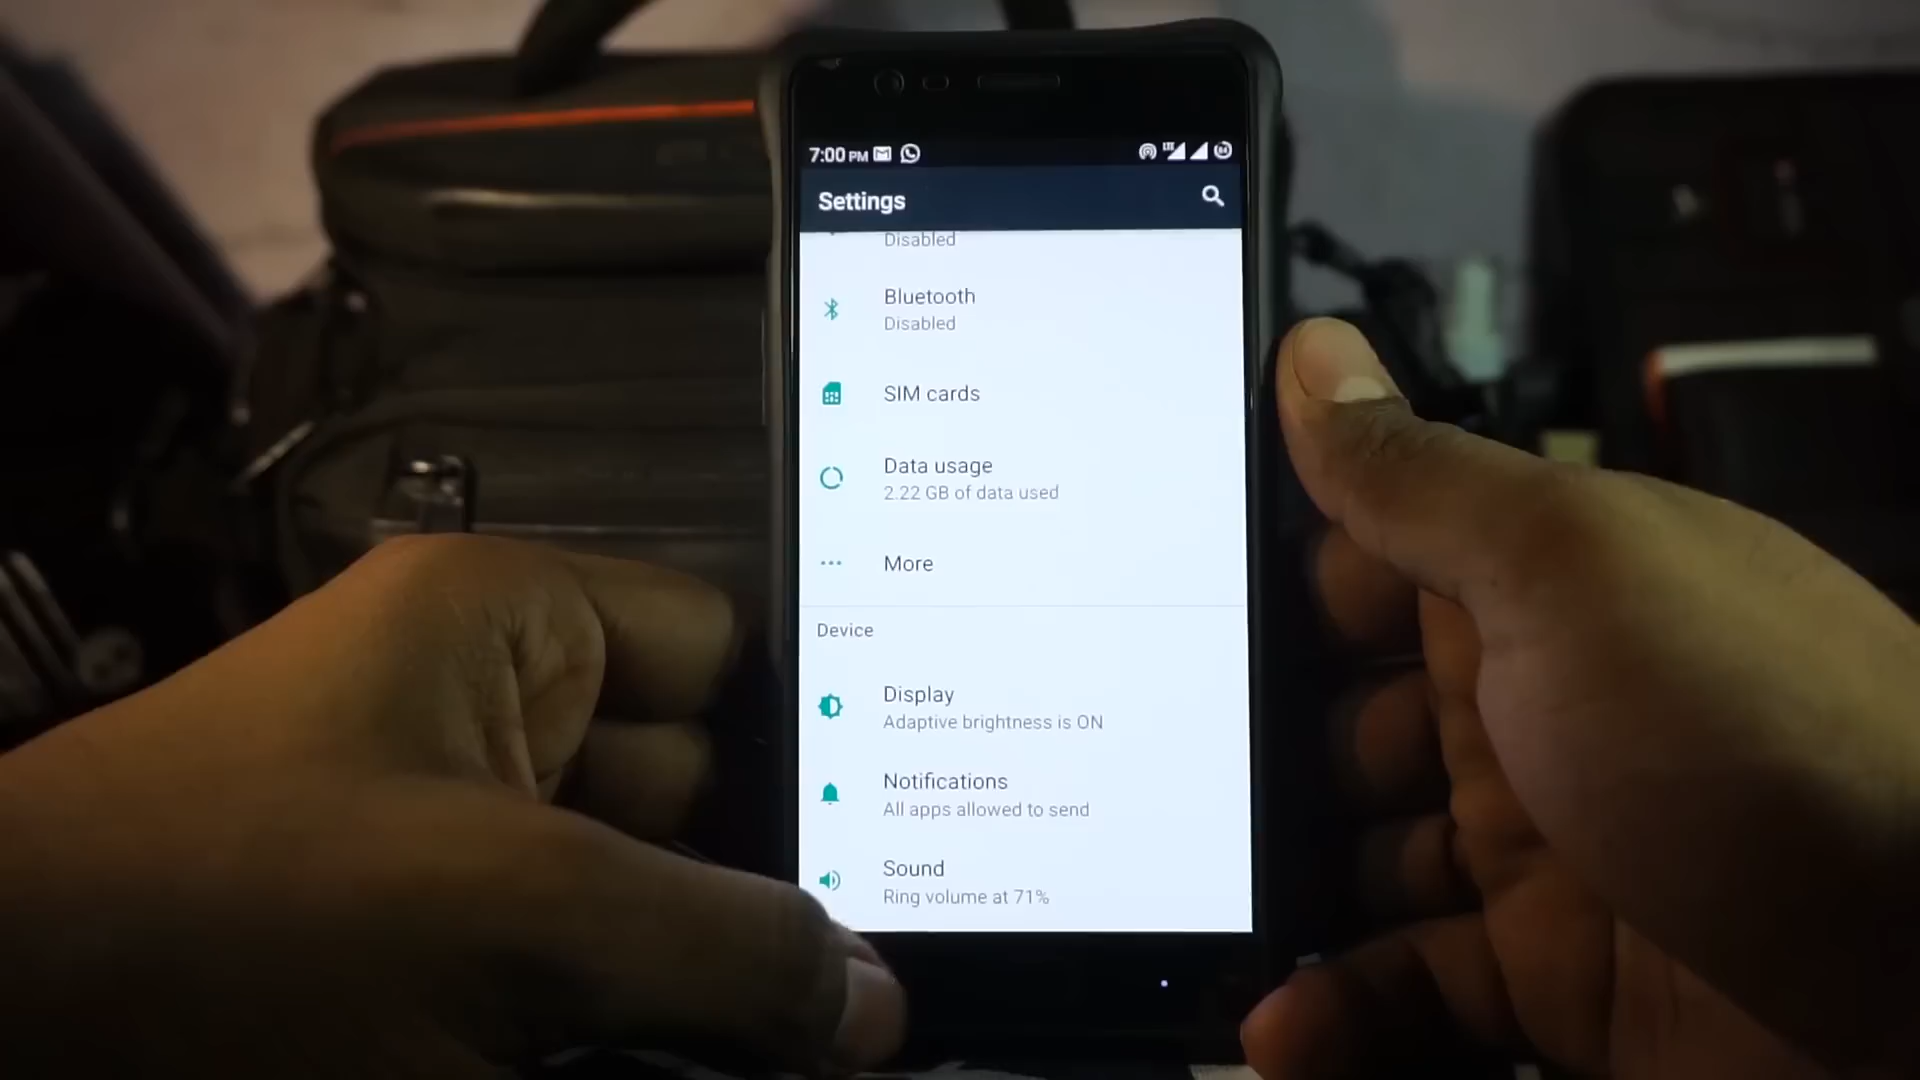 7:00 PM
LTE
Settings
Disabled
Bluetooth
Disabled
SIM cards
Data usage
2.22 GB of data used
More
Device
Display
Adaptive brightness is ON
Notifications
All apps allowed to send
Sound
Ring volume at 71%